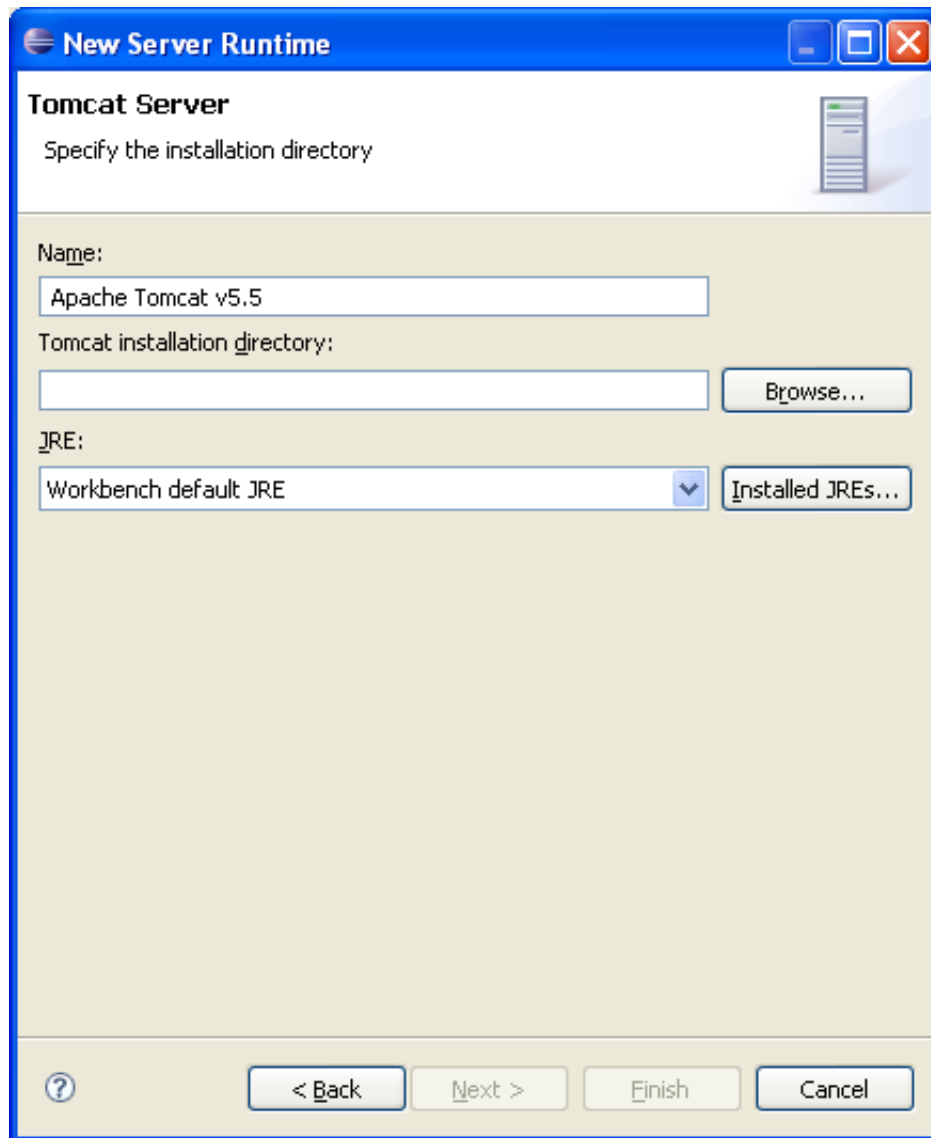 New Server Runtime
Tomcat Server
Specify the installation directory
Name:
Apache Tomcat v5.5
Tomcat installation directory:
Browse...
JRE:
Workbench default JRE
Installed JREs...
?
< Back
Next >
Finish
Cancel